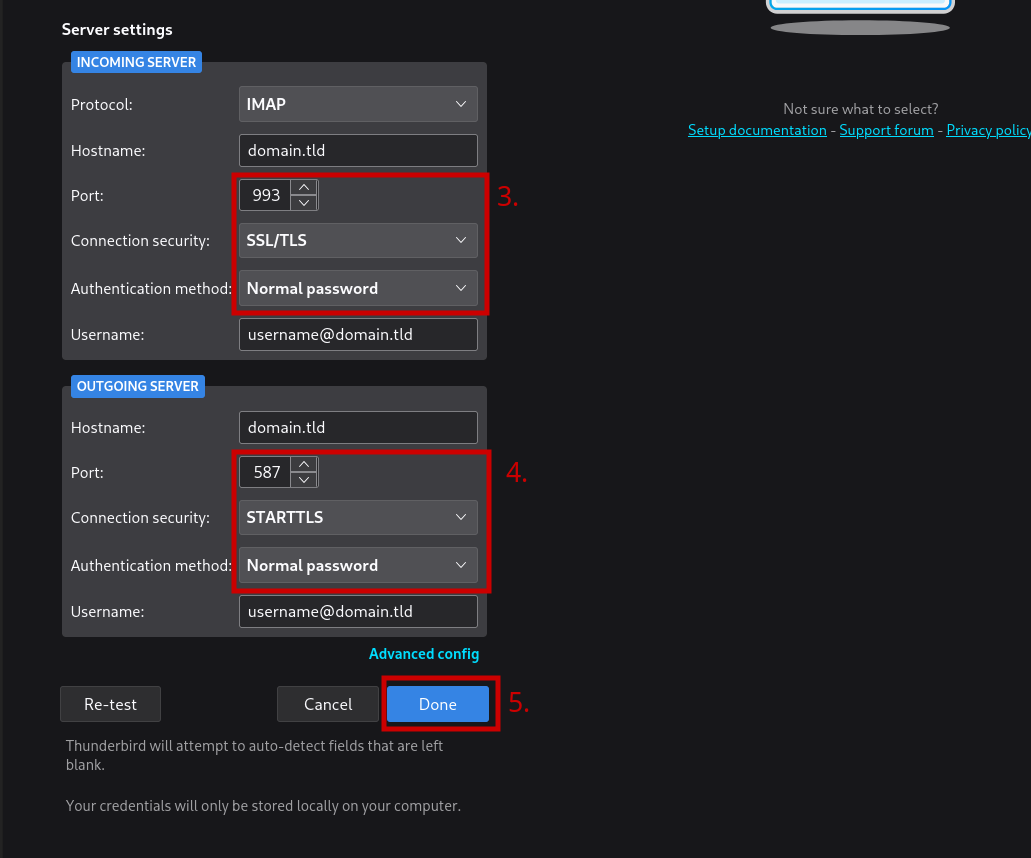 Server settings
INCOMING SERVER
Protocol: IMAP
Hostname: domain.tld
Port: 993
3.
Connection security: SSL/TLS
Authentication method: Normal password
Username: username@domain.tld
OUTGOING SERVER
Hostname: domain.tld
Port: 587
4.
Connection security: STARTTLS
Authentication method: Normal password
Username: username@domain.tld
Advanced config
Re-test Cancel Done
5.
Thunderbird will attempt to auto-detect fields that are left
blank.
Your credentials will only be stored locally on your computer.
Not sure what to select?
Setup documentation - Support forum - Privacy policy